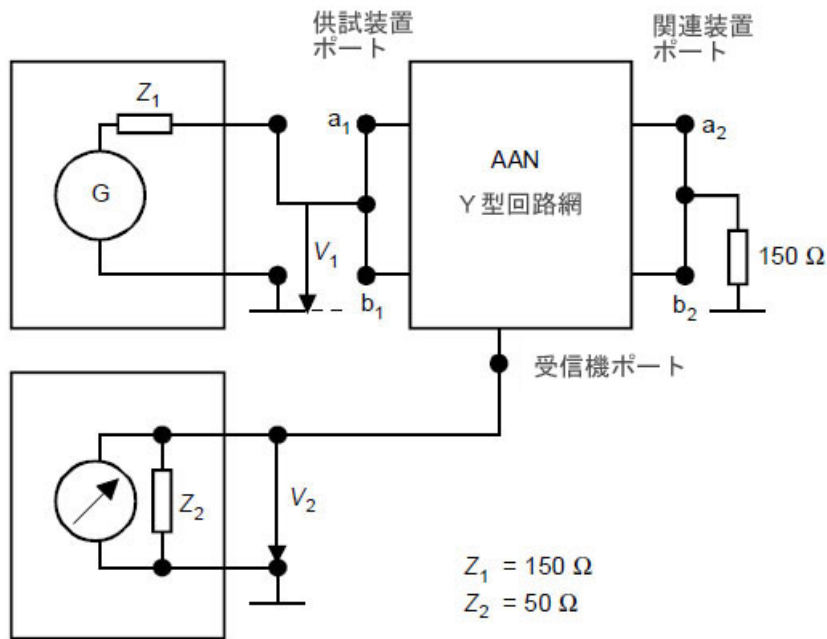 供試装置
ポート
関連装置
ポート
Z1
a1
a2
AAN
Y 型回路網
G
V1
150 Ω
b1
b2
受信機ポート
Z2
V2
Z1 = 150 Ω
Z2 = 50 Ω